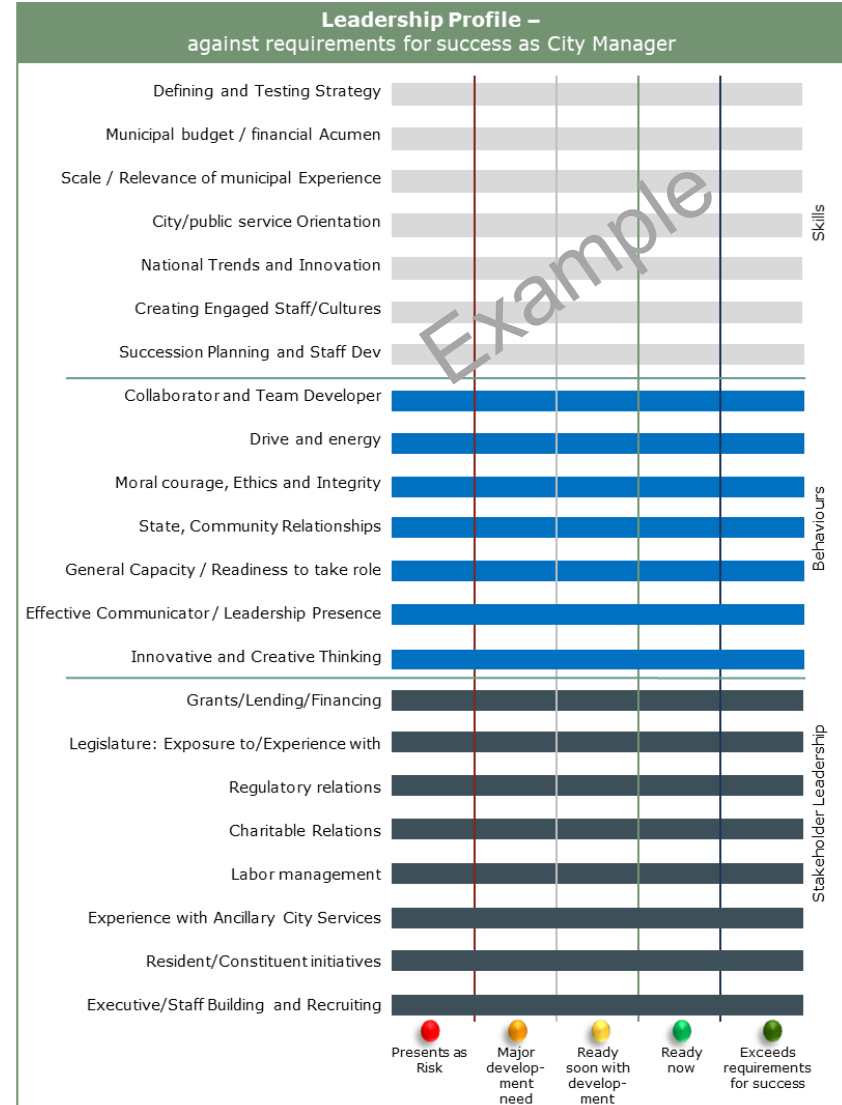 Leadership Profile –
against requirements for success as City Manager
Defining and Testing Strategy
Municipal budget / financial Acumen
Scale / Relevance of municipal Experience
City/public service Orientation
National Trends and Innovation
Creating Engaged Staff/Cultures
Succession Planning and Staff Dev
Skills
Example
Collaborator and Team Developer
Drive and energy
Moral courage, Ethics and Integrity
State, Community Relationships
General Capacity / Readiness to take role
Effective Communicator / Leadership Presence
Innovative and Creative Thinking
Behaviours
Grants/Lending/Financing
Legislature: Exposure to/Experience with
Regulatory relations
Charitable Relations
Labor management
Experience with Ancillary City Services
Resident/Constituent initiatives
Executive/Staff Building and Recruiting
Stakeholder Leadership
Presents as
Risk
Major
develop-
ment
need
Ready
soon with
develop-
ment
Ready
now
Exceeds
requirements
for success